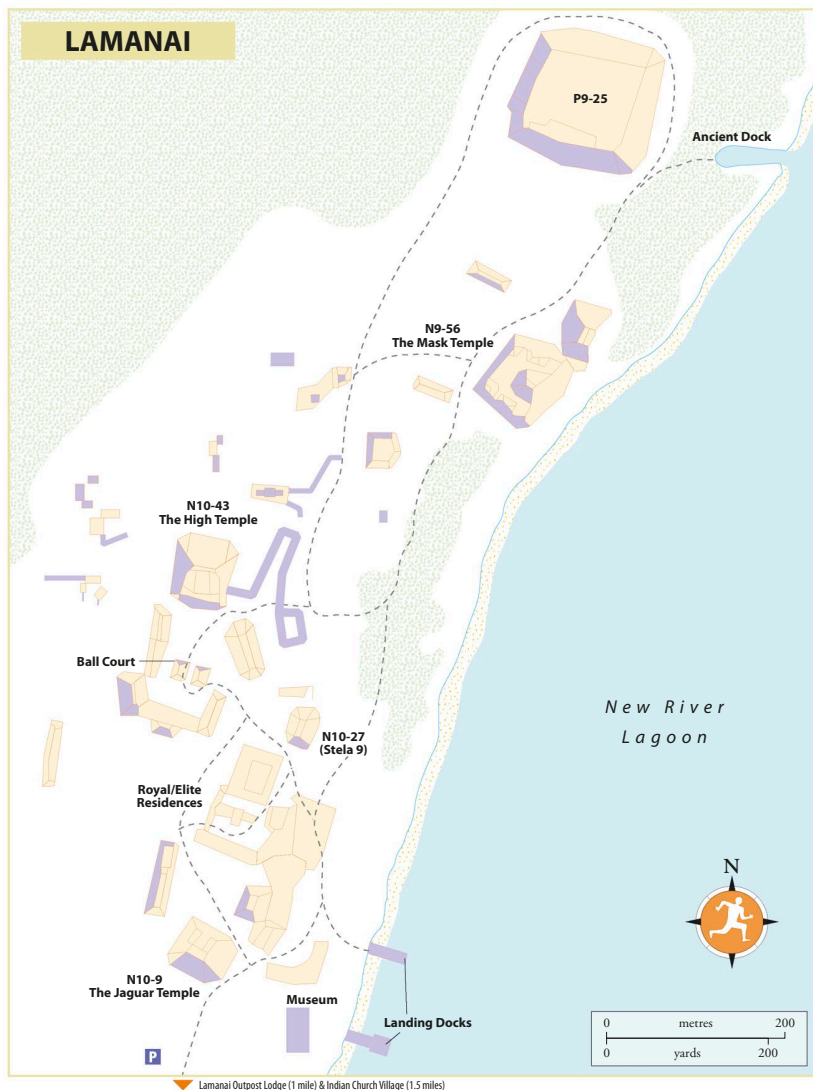 LAMANAI
P9-25
Ancient Dock
N9-56
The Mask Temple
N10-43
The High Temple
Ball Court
N10-27
(Stela 9)
New River
Lagoon
Royal/Elite
Residences
N
N10-9
The Jaguar Temple
Museum
Landing Docks
0 metres 200
0 yards 200
P
Lamanai Outpost Lodge (1 mile) & Indian Church Village (1.5 miles)